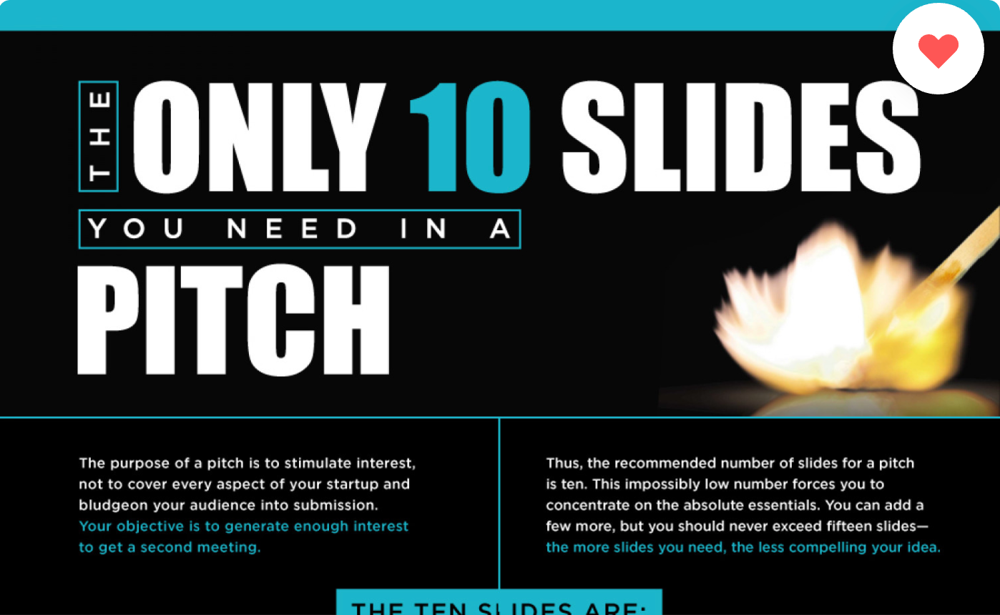 THE ONLY 10 SLIDES
YOU NEED IN A
PITCH
The purpose of a pitch is to stimulate interest,
not to cover every aspect of your startup and
bludgeon your audience into submission.
Your objective is to generate enough interest
to get a second meeting.
Thus, the recommended number of slides for a pitch
is ten. This impossibly low number forces you to
concentrate on the absolute essentials. You can add a
few more, but you should never exceed fifteen slides—
the more slides you need, the less compelling your idea.
THE TEN SLIDES ARE: